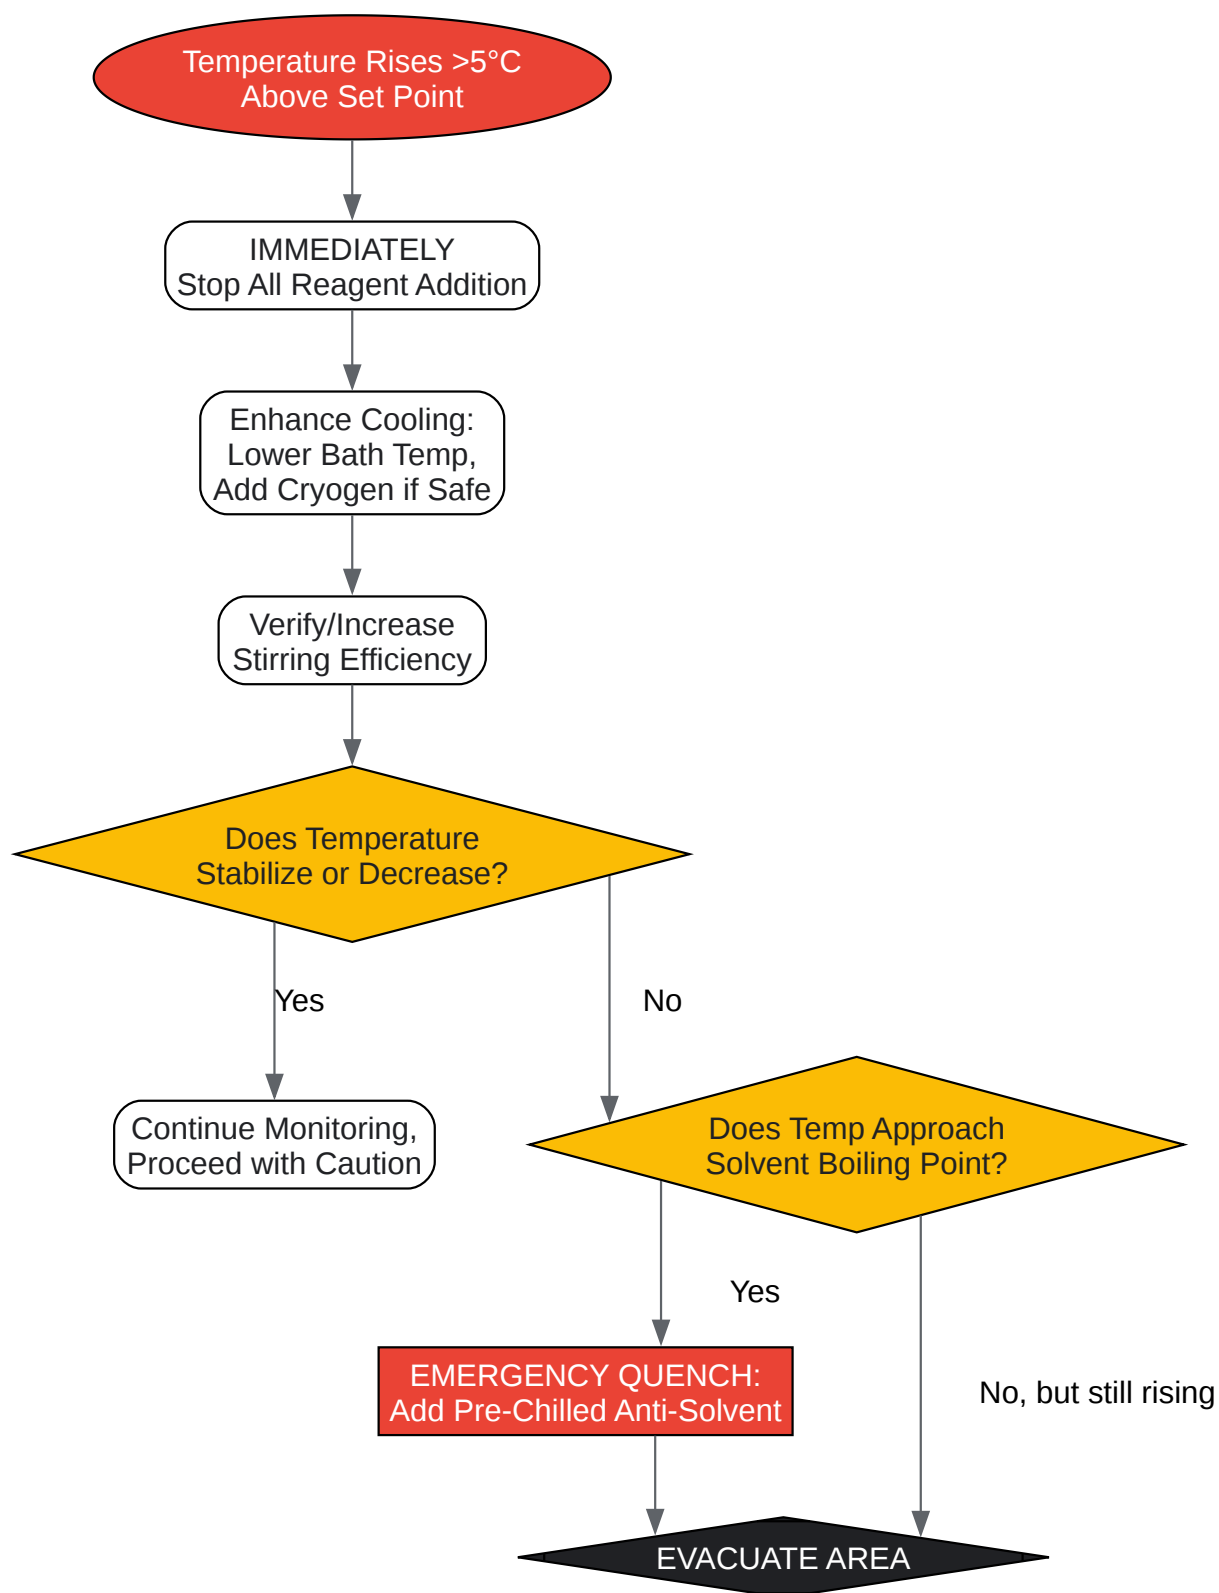 Temperature Rises >5°C
Above Set Point
IMMEDIATELY
Stop All Reagent Addition
Enhance Cooling:
Lower Bath Temp,
Add Cryogen if Safe
Verify/Increase
Stirring Efficiency
Does Temperature
Stabilize or Decrease?
Yes
No
Continue Monitoring,
Proceed with Caution
Does Temp Approach
Solvent Boiling Point?
Yes
EMERGENCY QUENCH:
Add Pre-Chilled Anti-Solvent
No, but still rising
EVACUATE AREA